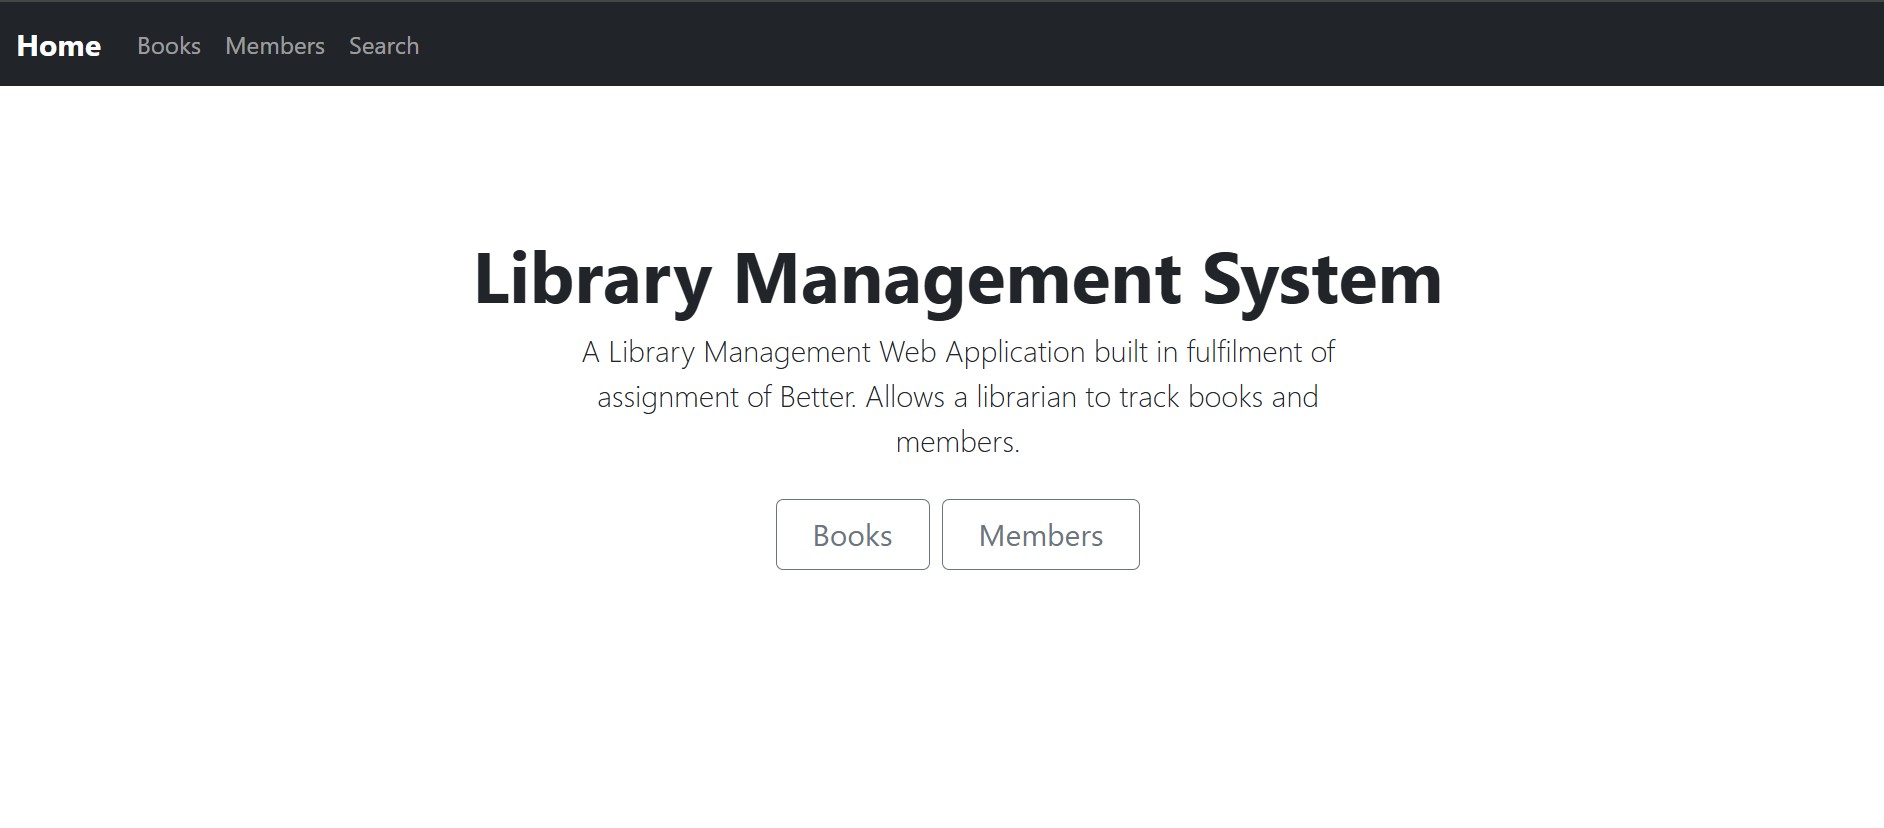 Home Books Members Search
Library Management System
A Library Management Web Application built in fulfilment of
assignment of Better. Allows a librarian to track books and
members.
Books Members